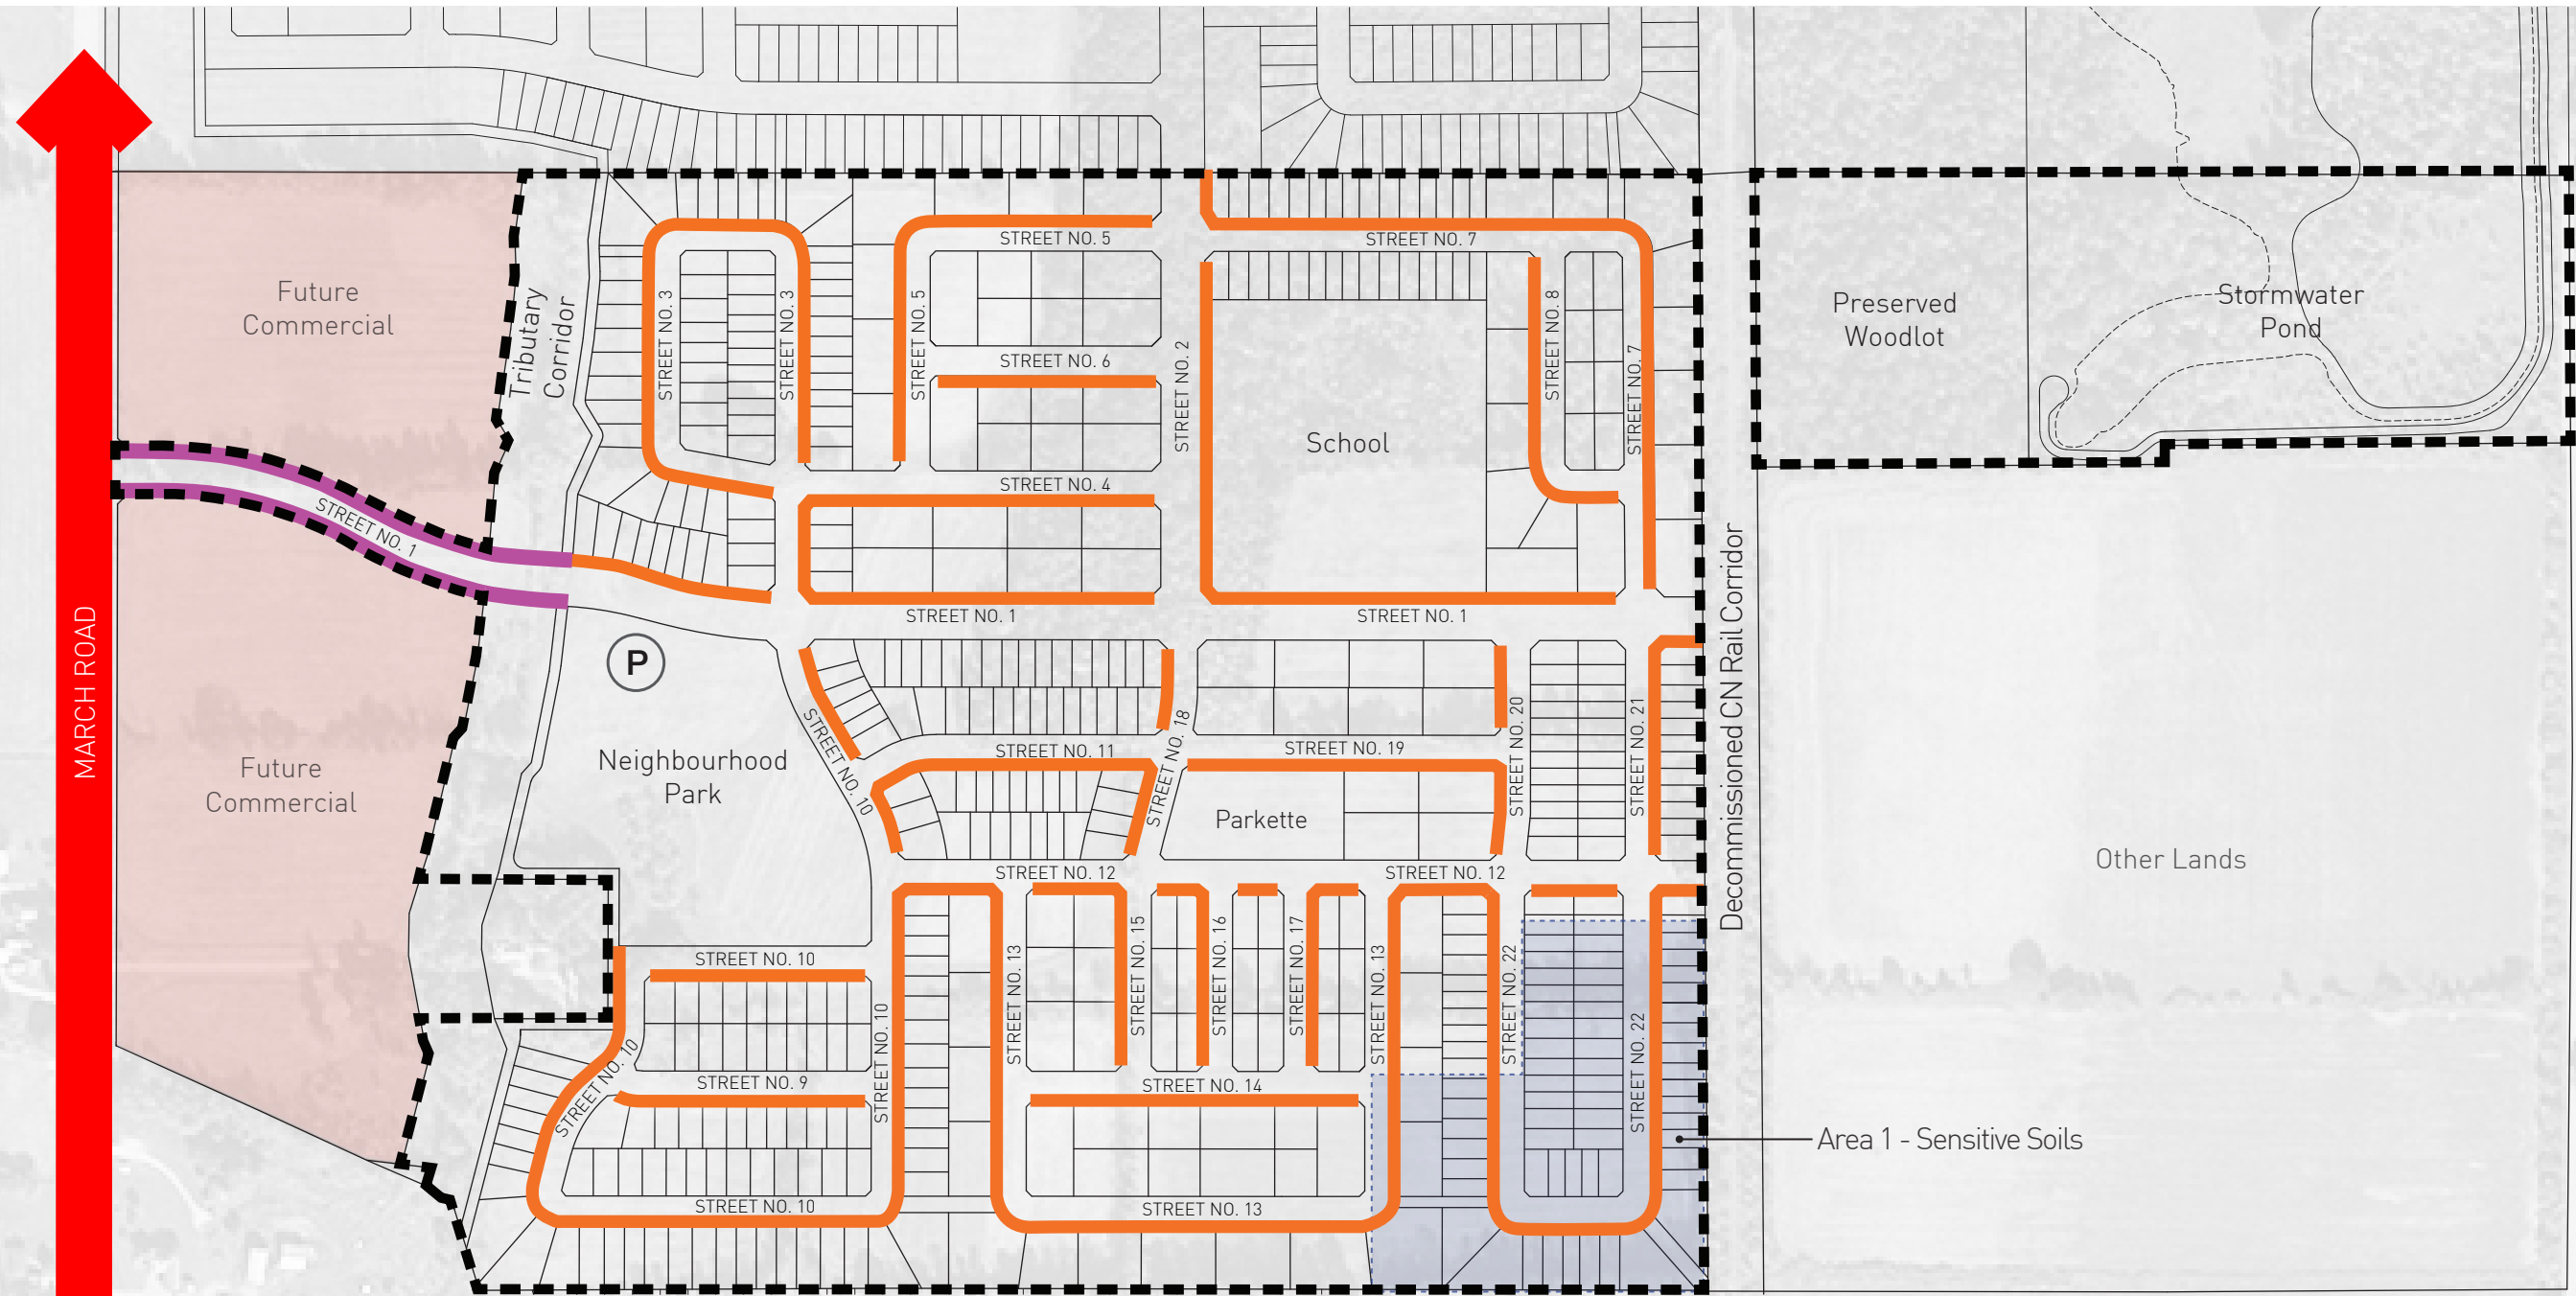 MARCH ROAD
Future
Commercial
Tributary
Corridor
STREET NO. 3
STREET NO. 3
STREET NO. 5
STREET NO. 5
STREET NO. 6
STREET NO. 4
STREET NO. 2
STREET NO. 7
STREET NO. 8
STREET NO. 7
School
Preserved
Woodlot
Stormwater
Pond
STREET NO. 1
STREET NO. 1
STREET NO. 1
P
Future
Commercial
Neighbourhood
Park
STREET NO. 10
STREET NO. 11
STREET NO. 18
STREET NO. 19
Parkette
STREET NO. 20
STREET NO. 21
Decommissioned CN Rail Corridor
Other Lands
STREET NO. 12
STREET NO. 12
STREET NO. 10
STREET NO. 10
STREET NO. 9
STREET NO. 10
STREET NO. 10
STREET NO. 13
STREET NO. 15
STREET NO. 16
STREET NO. 17
STREET NO. 13
STREET NO. 22
STREET NO. 22
STREET NO. 14
STREET NO. 13
Area 1 - Sensitive Soils